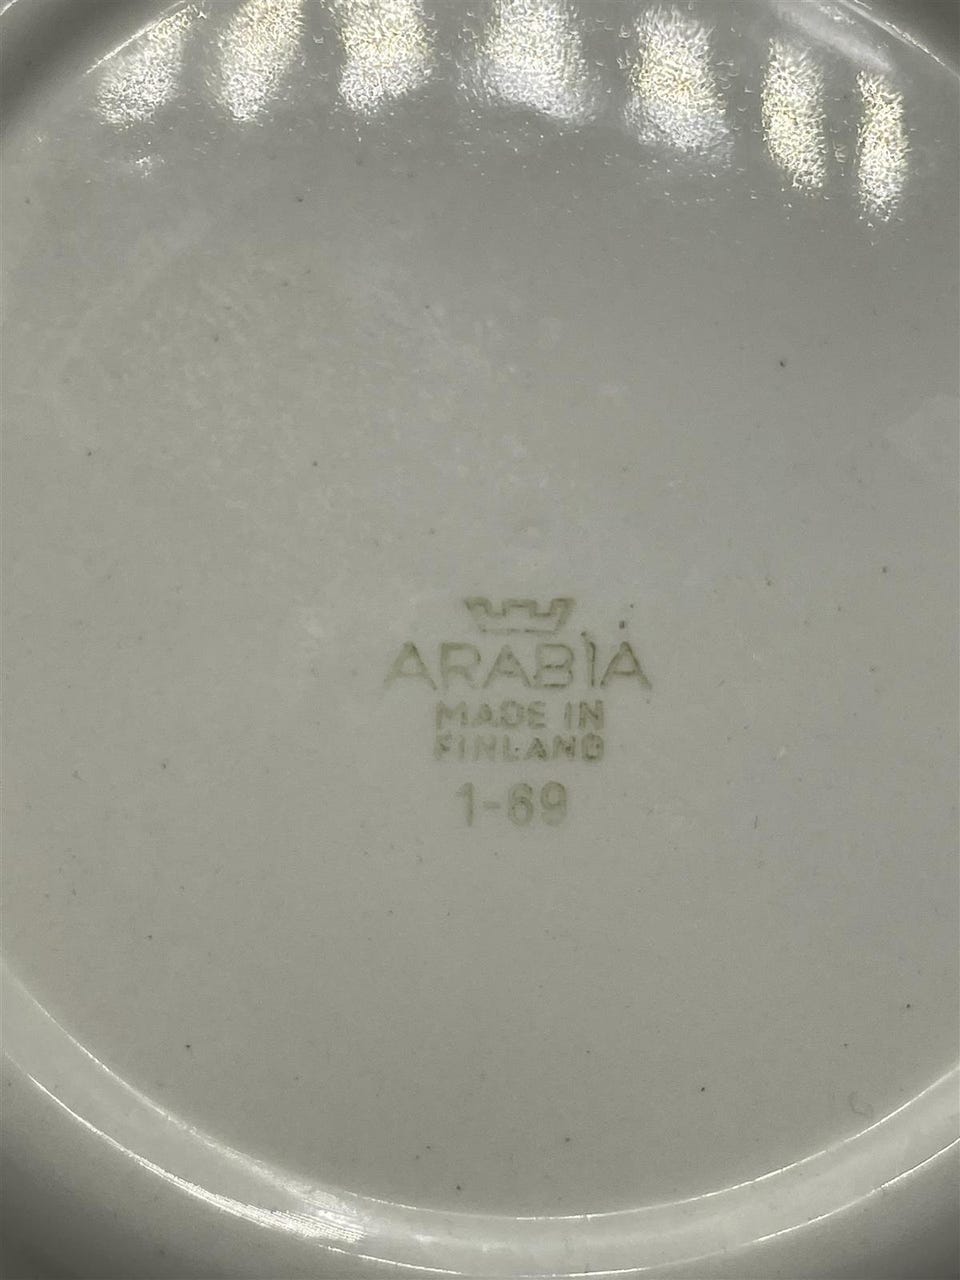 ARABIA
MADE IN
FINLAND
1-69